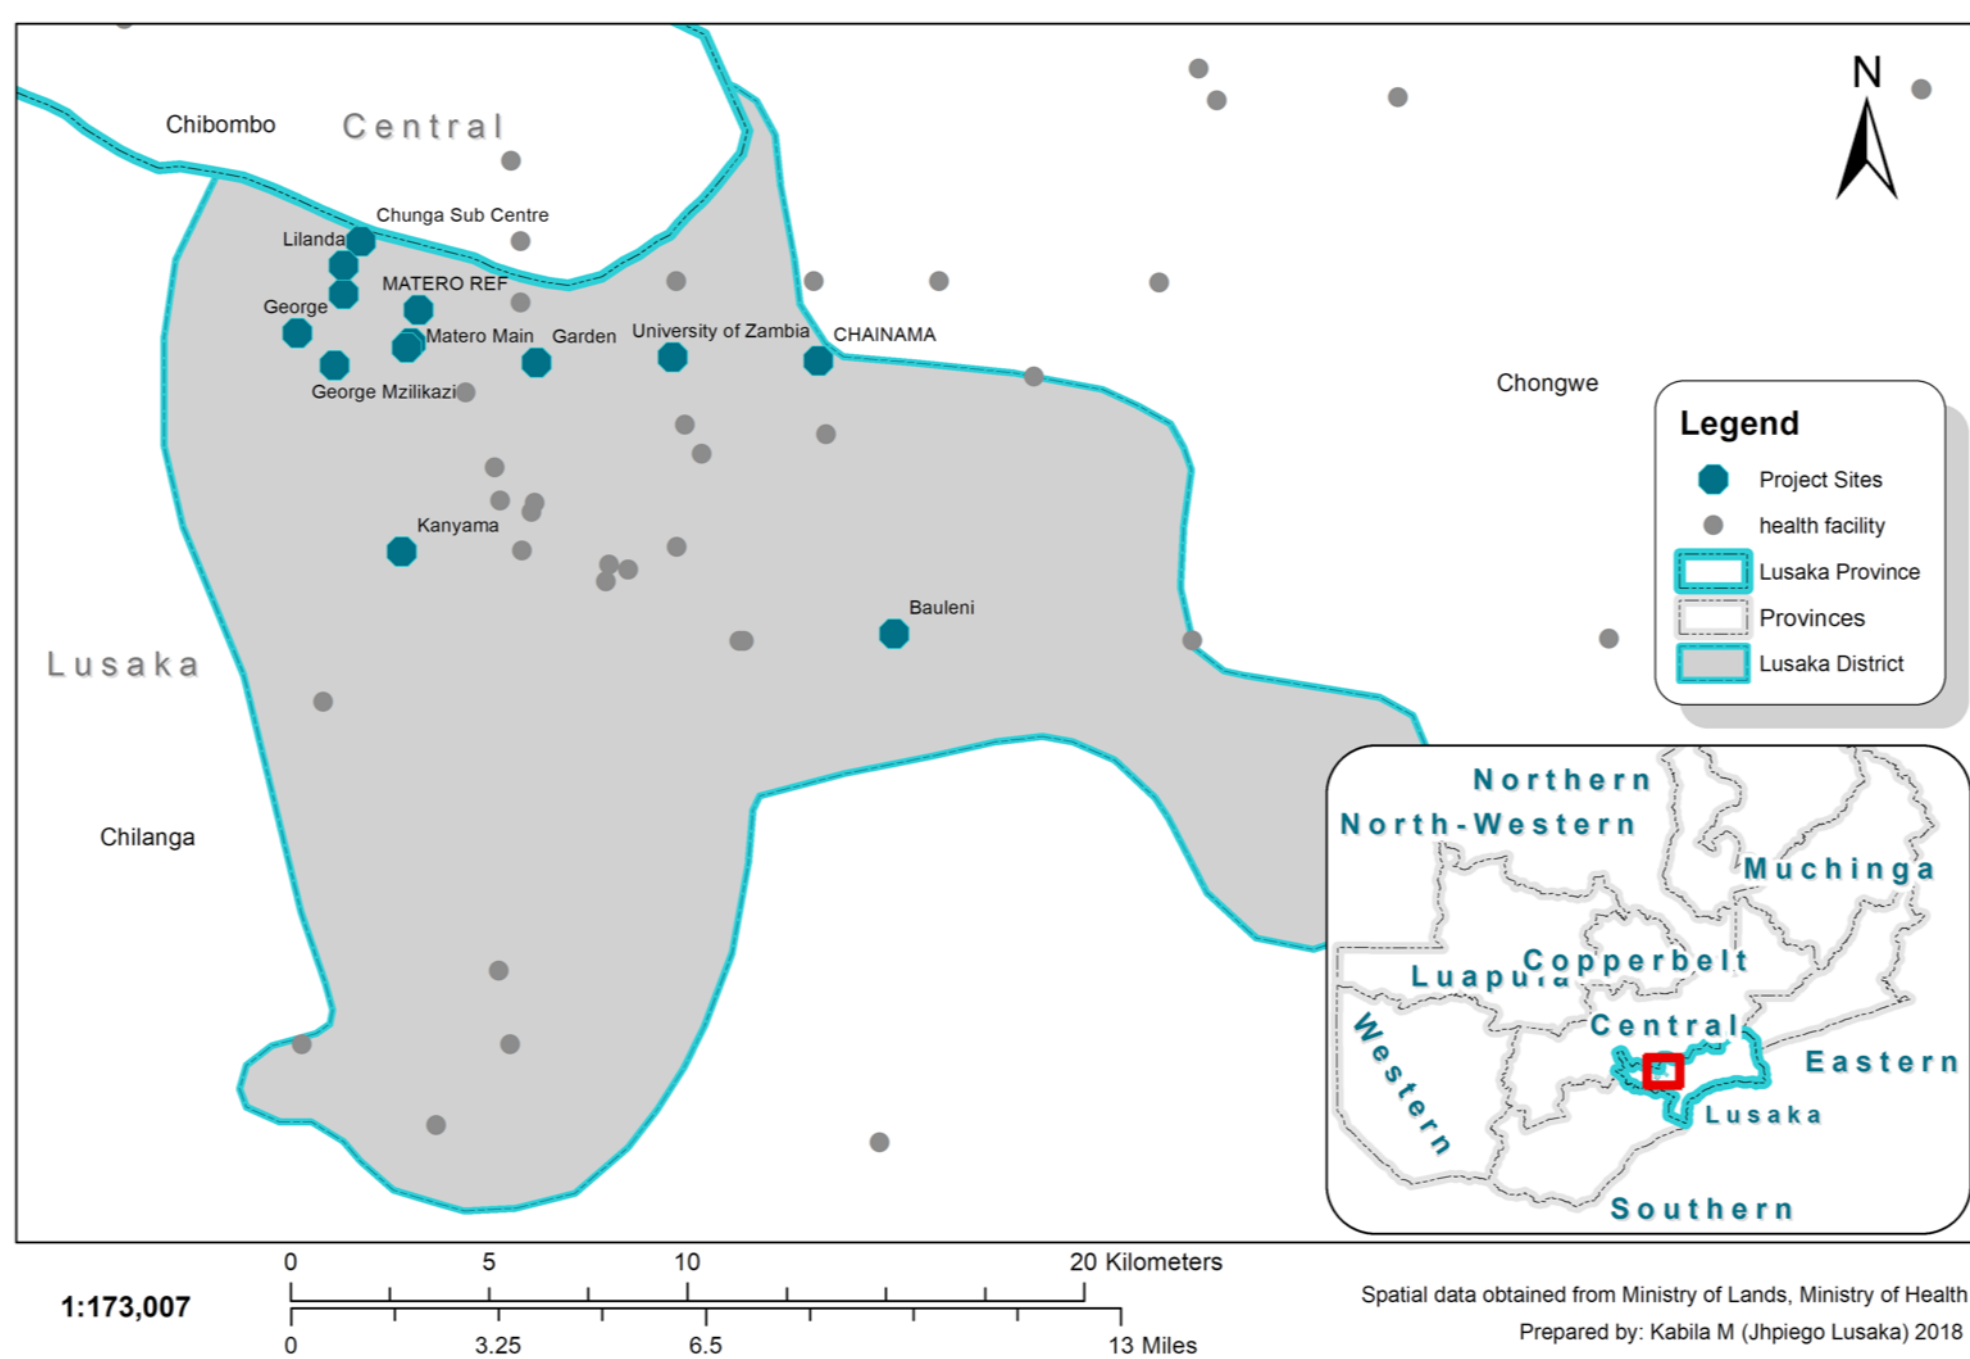 N
Chibombo
Central
Chunga Sub Centre
Lilanda
MATERO REF
George
Matero Main
Garden
University of Zambia
CHAINAMA
George Mzilikazi
Chongwe
Kanyama
Bauleni
Lusaka
Chilanga
Legend
Project Sites
health facility
Lusaka Province
Provinces
Lusaka District
Northern
North-Western
Muchinga
Copperbelt
Luapula
Western
Central
Eastern
Lusaka
Southern
0 5 10 20 Kilometers
1:173,007
0 3.25 6.5 13 Miles
Spatial data obtained from Ministry of Lands, Ministry of Health
Prepared by: Kabila M (Jhpiego Lusaka) 2018